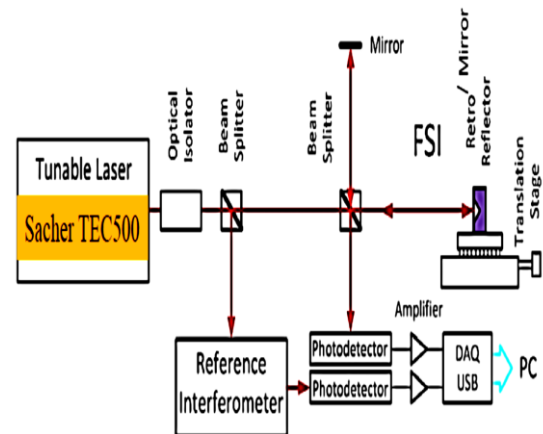 Mirror
Optical
Isolator
Beam
Splitter
Beam
Splitter
FSI
Retro/ Mirror
Reflector
Tunable Laser
Sacher TEC500
Translation
Stage
Amplifier
Reference
Interferometer
Photodetector
Photodetector
DAQ
USB
PC